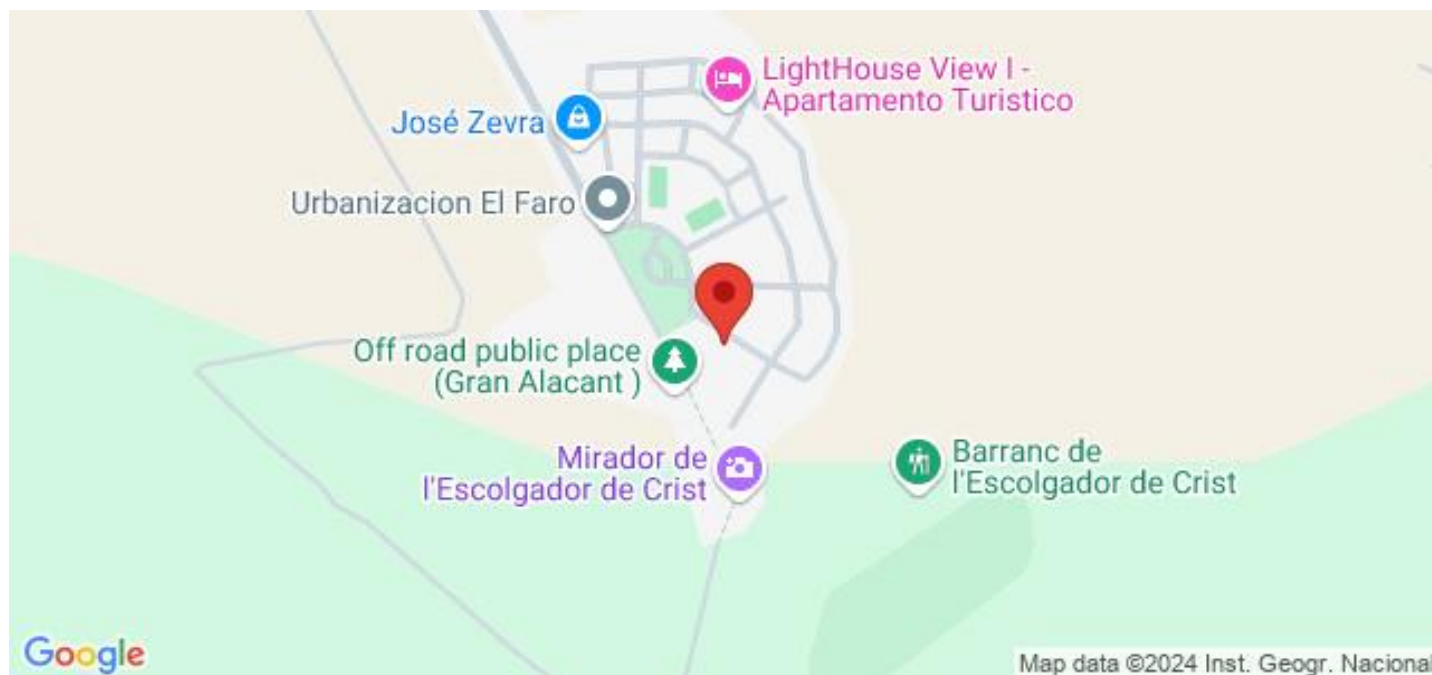 LightHouse View I -
Apartamento Turistico
José Zevra
Urbanizacion El Faro
Off road public place
(Gran Alacant )
Mirador de
l'Escolgador de Crist
Barranc de
l'Escolgador de Crist
Google
Map data ©2024 Inst. Geogr. Nacional